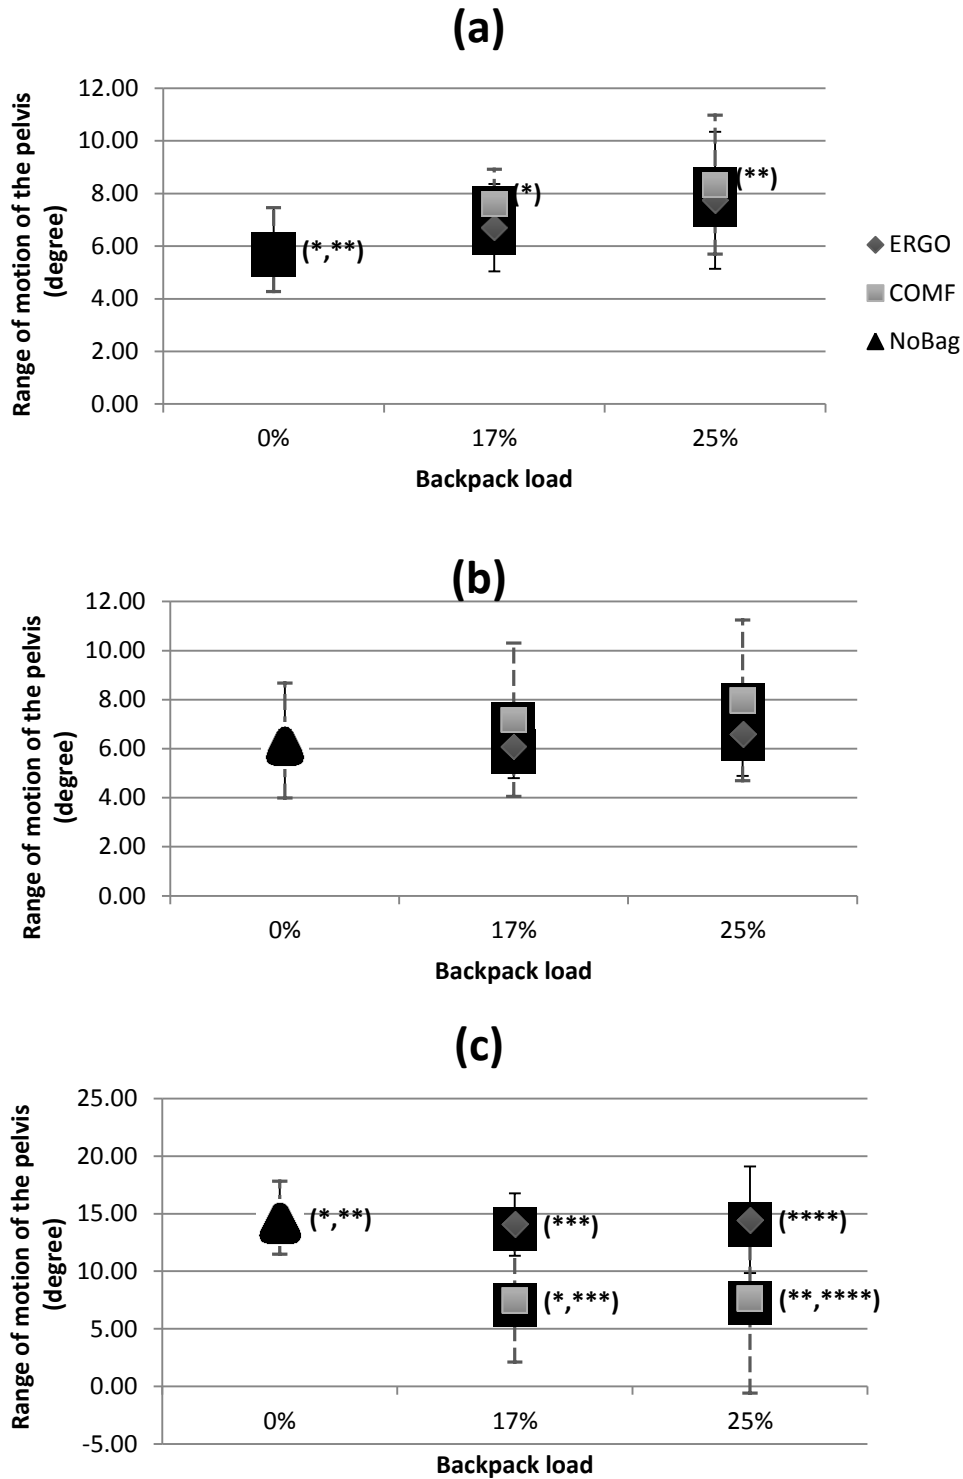 (a)
Range of motion of the pelvis
(degree)
12.00
10.00
8.00
6.00
4.00
2.00
0.00
(*,**)
(*)
(**)
0%
17%
25%
Backpack load
ERGO
COMF
NoBag
(b)
Range of motion of the pelvis
(degree)
12.00
10.00
8.00
6.00
4.00
2.00
0.00
0%
17%
25%
Backpack load
(c)
Range of motion of the pelvis
(degree)
25.00
20.00
15.00
10.00
5.00
0.00
-5.00
(*,**)
(***)
(****)
(*,***)
(**,****)
0%
17%
25%
Backpack load